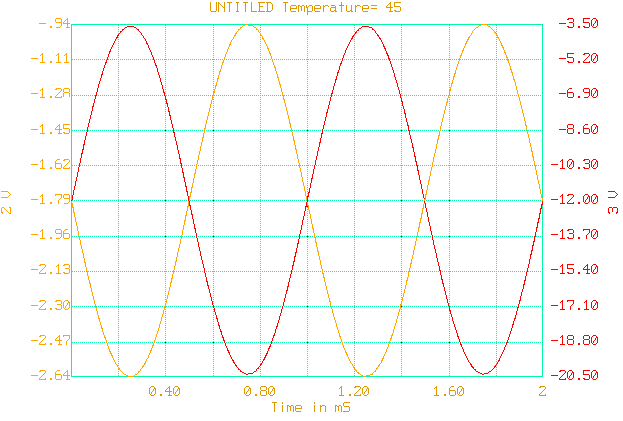 UNTITLED Temperature= 45
-.94 -3.50
-1.11 -5.20
-1.28 -6.90
-1.45 -8.60
-1.62 -10.30
-1.79 -12.00
2 V 3 V
-1.96 -13.70
-2.13 -15.40
-2.30 -17.10
-2.47 -18.80
-2.64 -20.50
0.40 0.80 1.20 1.60 2
Time in mS